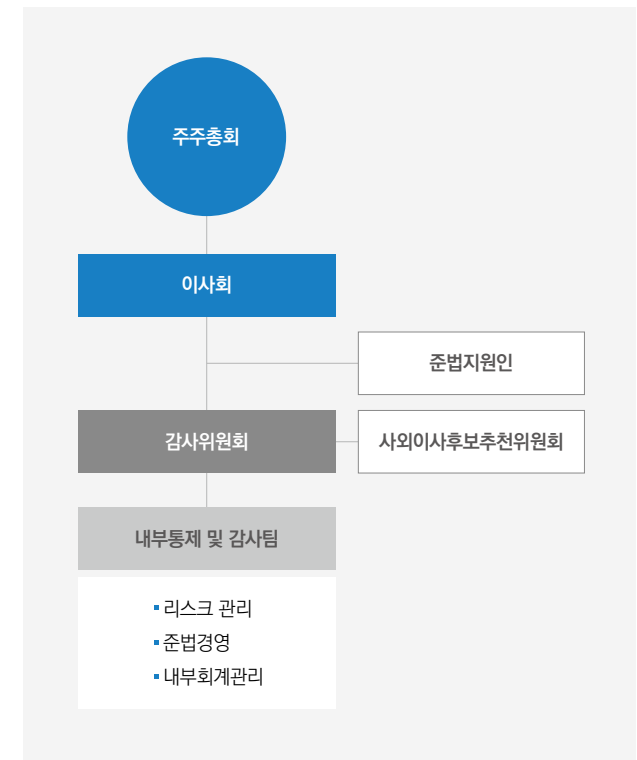 주주총회
이사회
준법지원인
감사위원회
사외이사후보추천위원회
내부통제 및 감사팀
리스크 관리
준법경영
내부회계관리